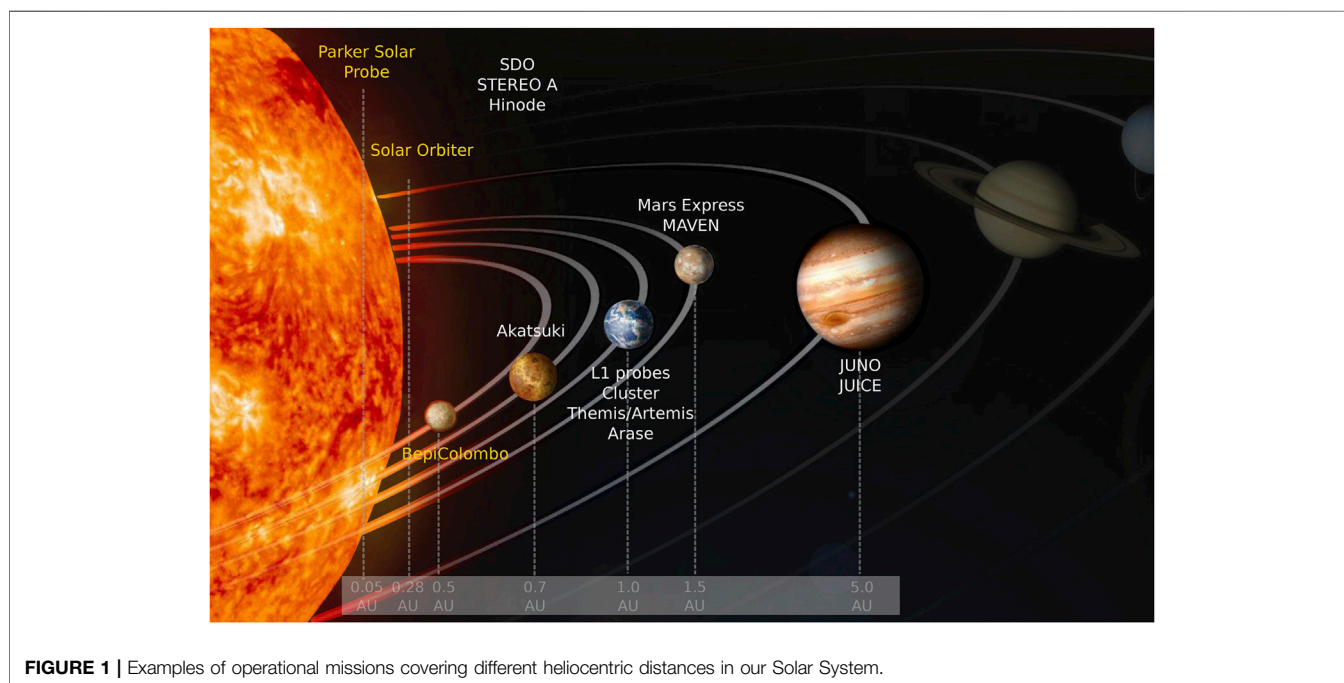 Parker Solar
Probe
SDO
STEREO A
Hinode
Solar Orbiter
Mars Express
MAVEN
Akatsuki
L1 probes
Cluster
Themis/Artemis
Arase
JUNO
JUICE
BepiColombo
0.05 0.28 0.5 0.7 1.0 1.5 5.0
AU AU AU AU AU AU AU
FIGURE 1 | Examples of operational missions covering different heliocentric distances in our Solar System.